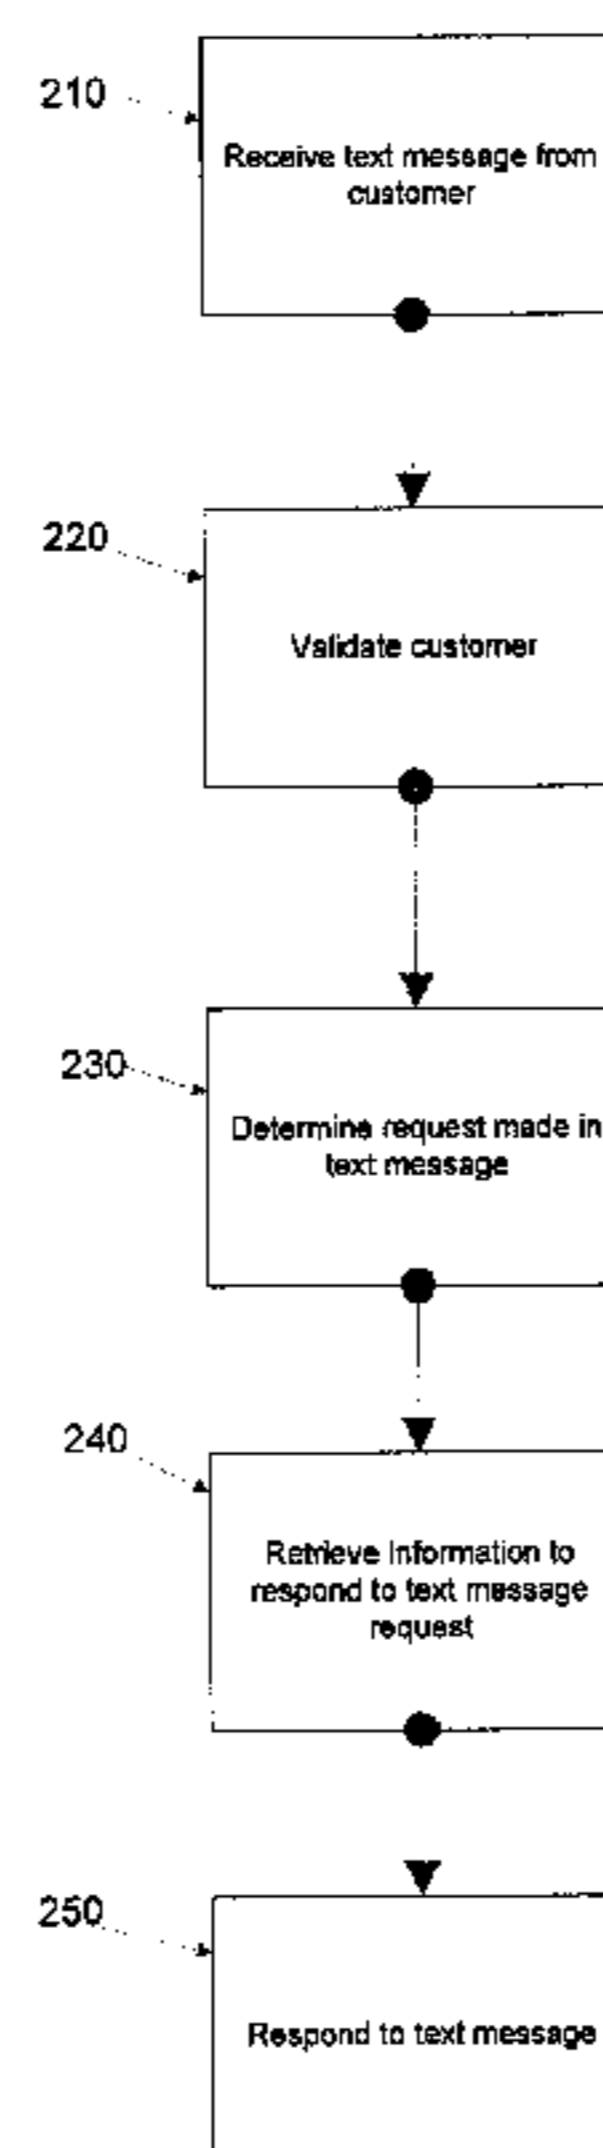 210
Receive text message from
customer
220
Validate customer
230
Determine request made in
text message
240
Retrieve Information to
respond to text message
request
250
Respond to text message